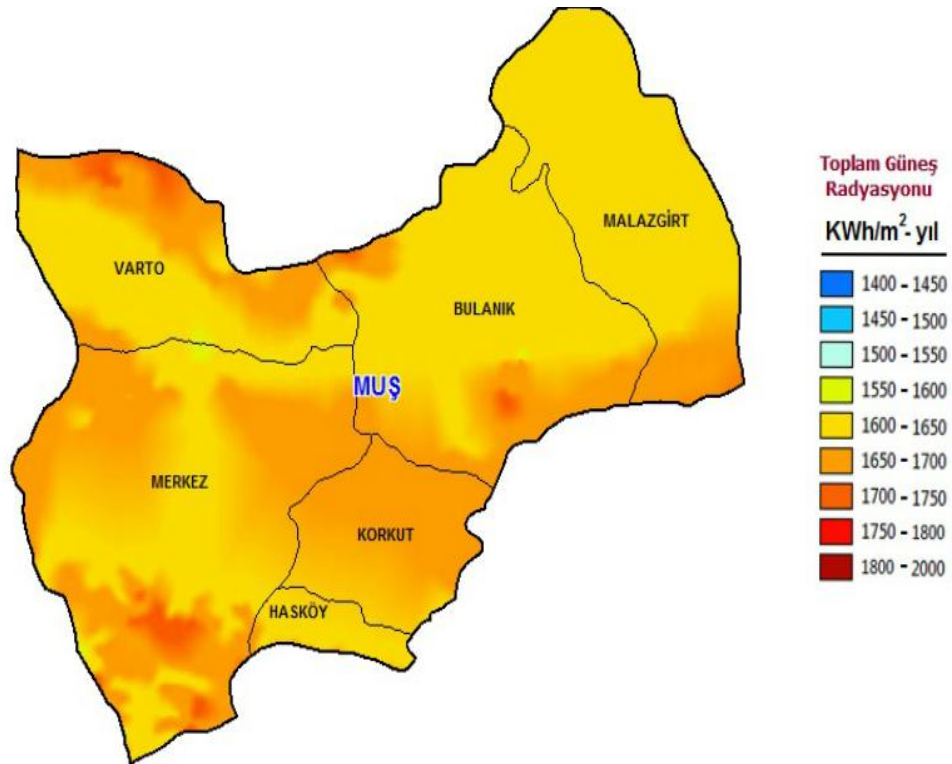 Toplam Güneş
Radyasyonu
KWh/m²- yıl
1400 - 1450
1450 - 1500
1500 - 1550
1550 - 1600
1600 - 1650
1650 - 1700
1700 - 1750
1750 - 1800
1800 - 2000
MALAZGİRT
VARTO
BULANIK
MUŞ
MERKEZ
KORKUT
HASKÖY